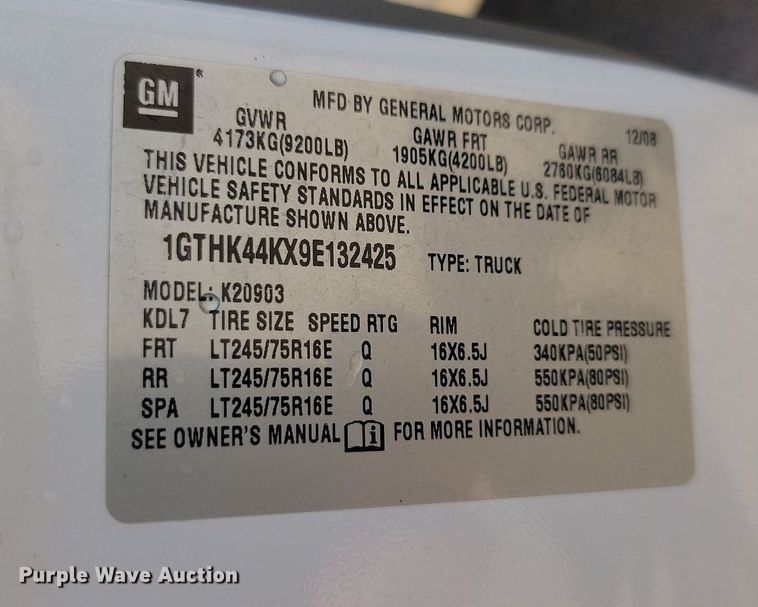 GM
MFD BY GENERAL MOTORS CORP. 12/08
GVWR GAWR FRT GAWR RR
4173KG(9200LB) 1905KG(4200LB) 2760KG(6084LB)
THIS VEHICLE CONFORMS TO ALL APPLICABLE U.S. FEDERAL MOTOR
VEHICLE SAFETY STANDARDS IN EFFECT ON THE DATE OF
MANUFACTURE SHOWN ABOVE.
1GTHK44KX9E132425 TYPE: TRUCK
MODEL: K20903
KDL7 TIRE SIZE SPEED RTG RIM COLD TIRE PRESSURE
FRT LT245/75R16E Q 16X6.5J 340KPA(50PSI)
RR LT245/75R16E Q 16X6.5J 550KPA(80PSI)
SPA LT245/75R16E Q 16X6.5J 550KPA(80PSI)
SEE OWNER'S MANUAL i FOR MORE INFORMATION.
Purple Wave Auction